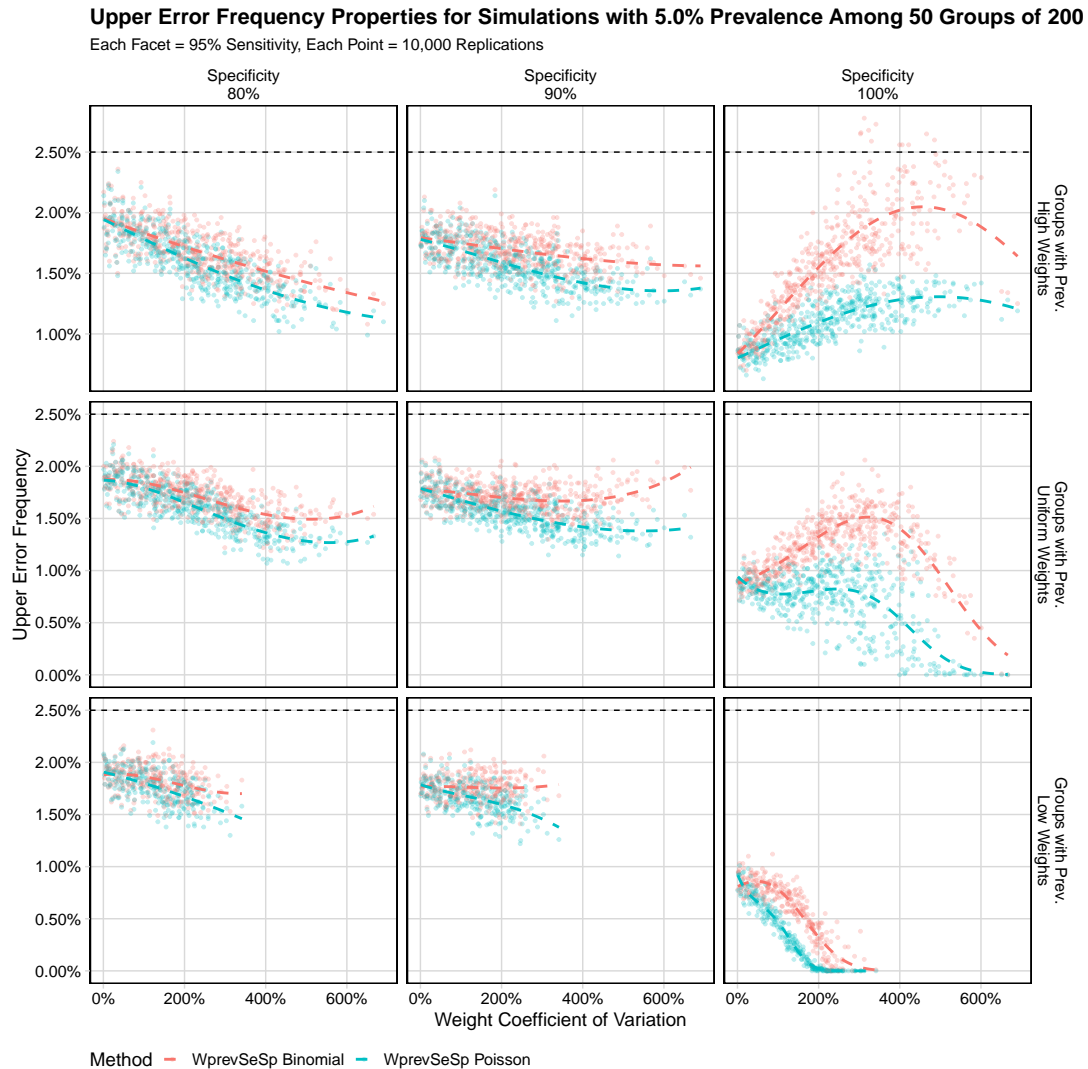 Upper Error Frequency Properties for Simulations with 5.0% Prevalence Among 50 Groups of 200
Each Facet = 95% Sensitivity, Each Point = 10,000 Replications
Specificity
80%
Specificity
90%
Specificity
100%
2.50%
2.00%
1.50%
1.00%
Groups with Prev.
High Weights
2.50%
2.00%
1.50%
1.00%
0.50%
0.00%
Groups with Prev.
Uniform Weights
2.50%
2.00%
1.50%
1.00%
0.50%
0.00%
Groups with Prev.
Low Weights
Upper Error Frequency
0% 200% 400% 600% 0% 200% 400% 600% 0% 200% 400% 600%
Weight Coefficient of Variation
Method WprevSeSp Binomial WprevSeSp Poisson